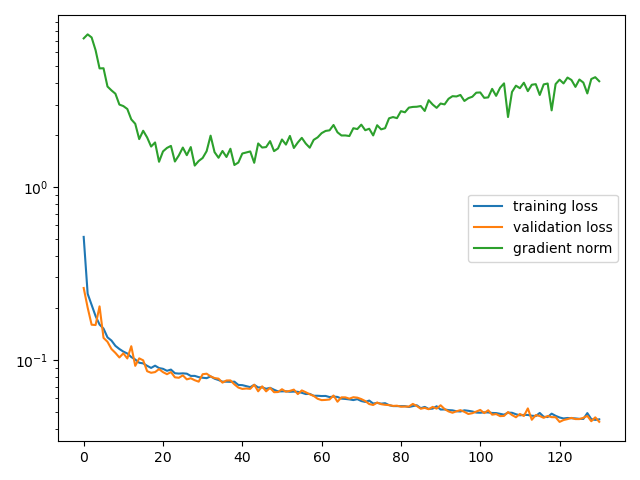 10⁰
10⁻¹
training loss
validation loss
gradient norm
0 20 40 60 80 100 120